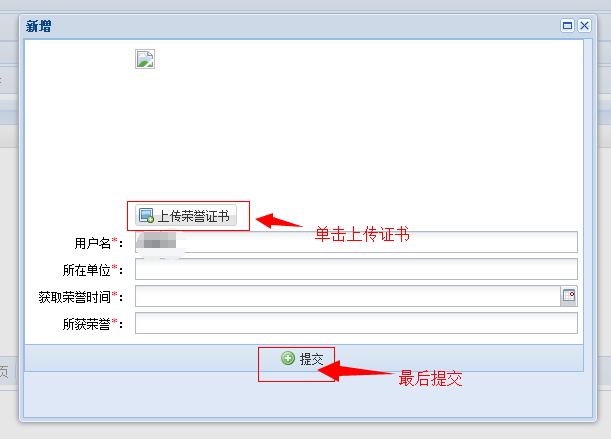 新增
上传荣誉证书
单击上传证书
用户名*：
所在单位*：
获取荣誉时间*：
所获荣誉*：
提交
最后提交
页